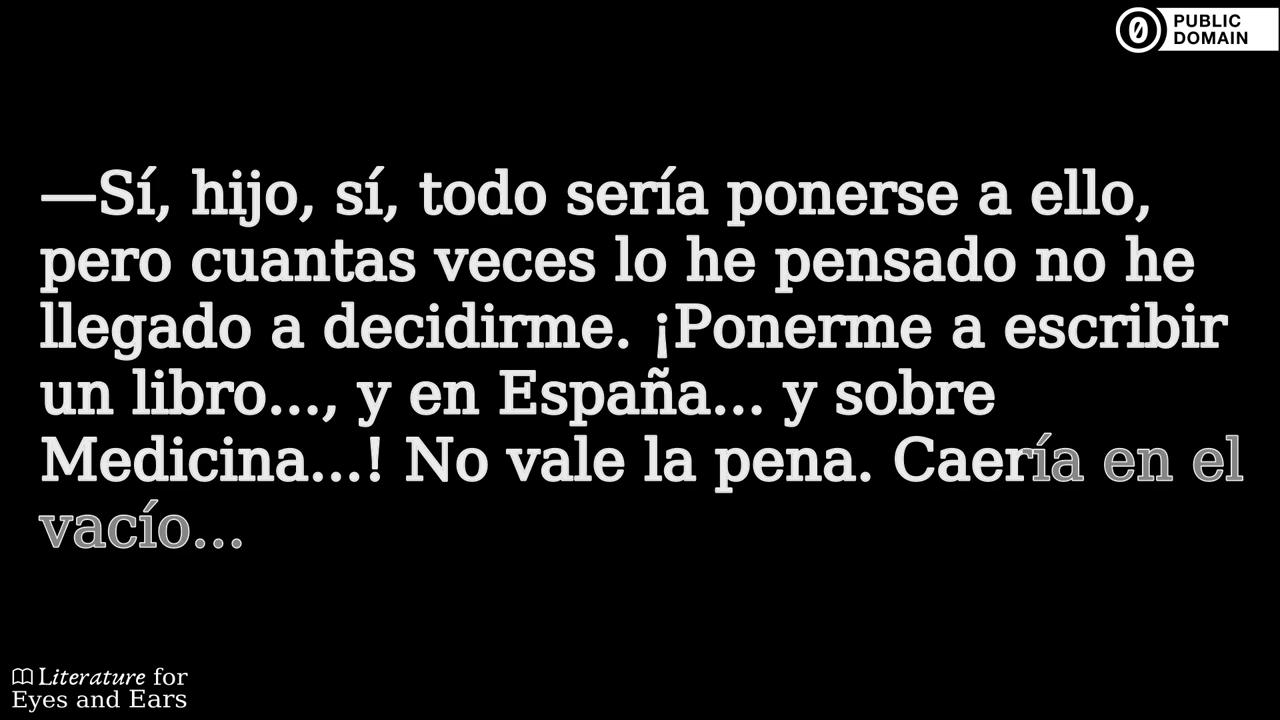 PUBLIC
DOMAIN
—Sí, hijo, sí, todo sería ponerse a ello,
pero cuantas veces lo he pensado no he
llegado a decidirme. ¡Ponerme a escribir
un libro..., y en España... y sobre
Medicina...! No vale la pena. Caería en el
vacío...
Literature for
Eyes and Ears